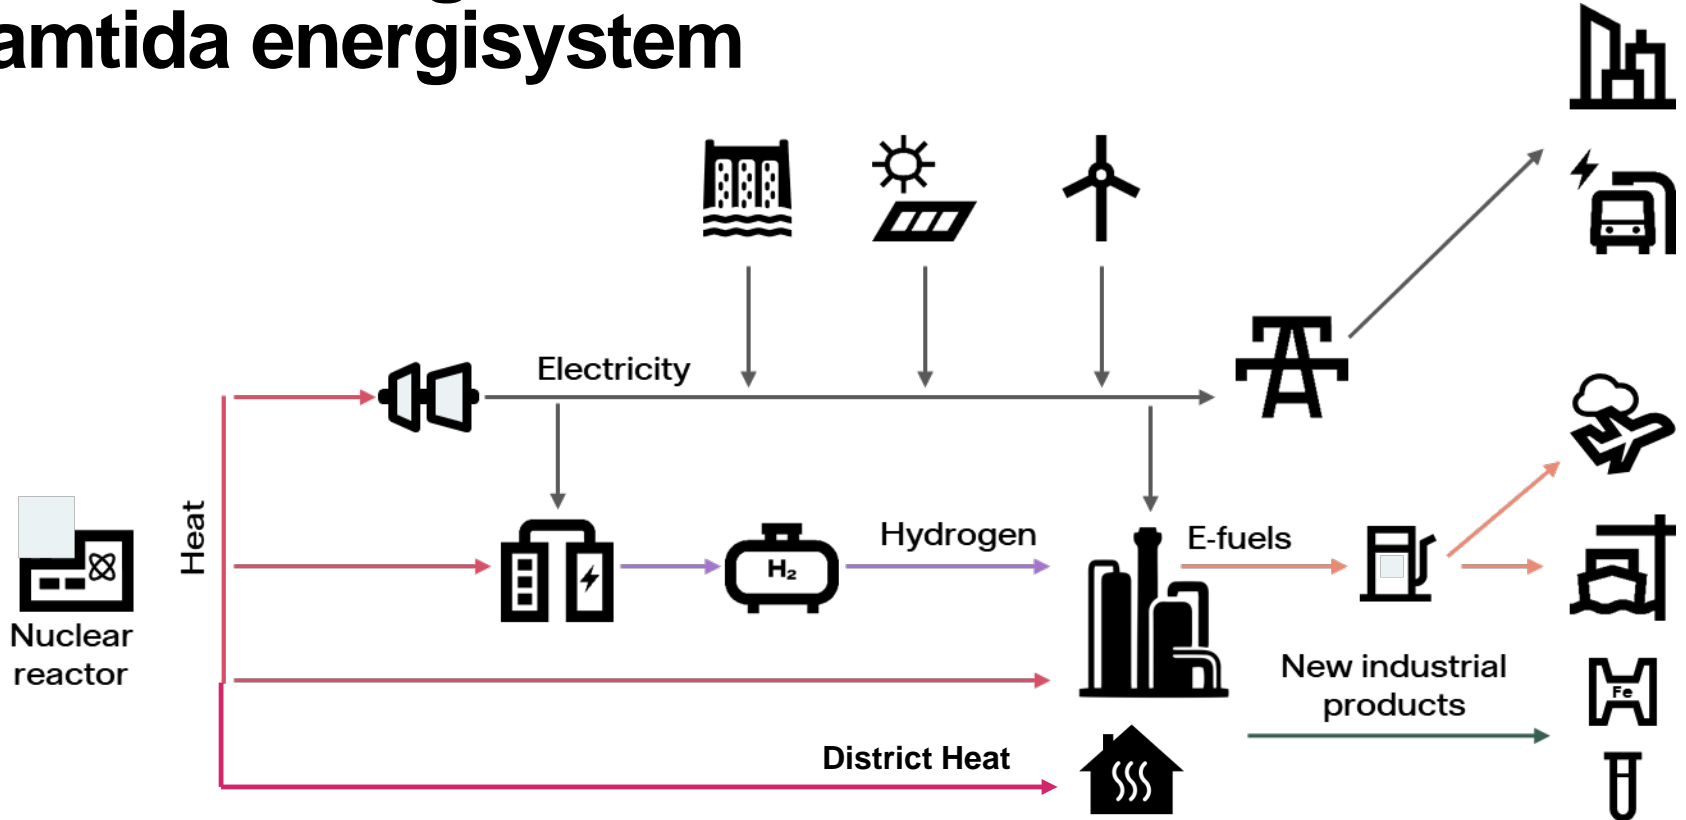 amtida energisystem
Electricity
Heat
Hydrogen
E-fuels
H₂
Nuclear
reactor
New industrial
products
Fe
District Heat